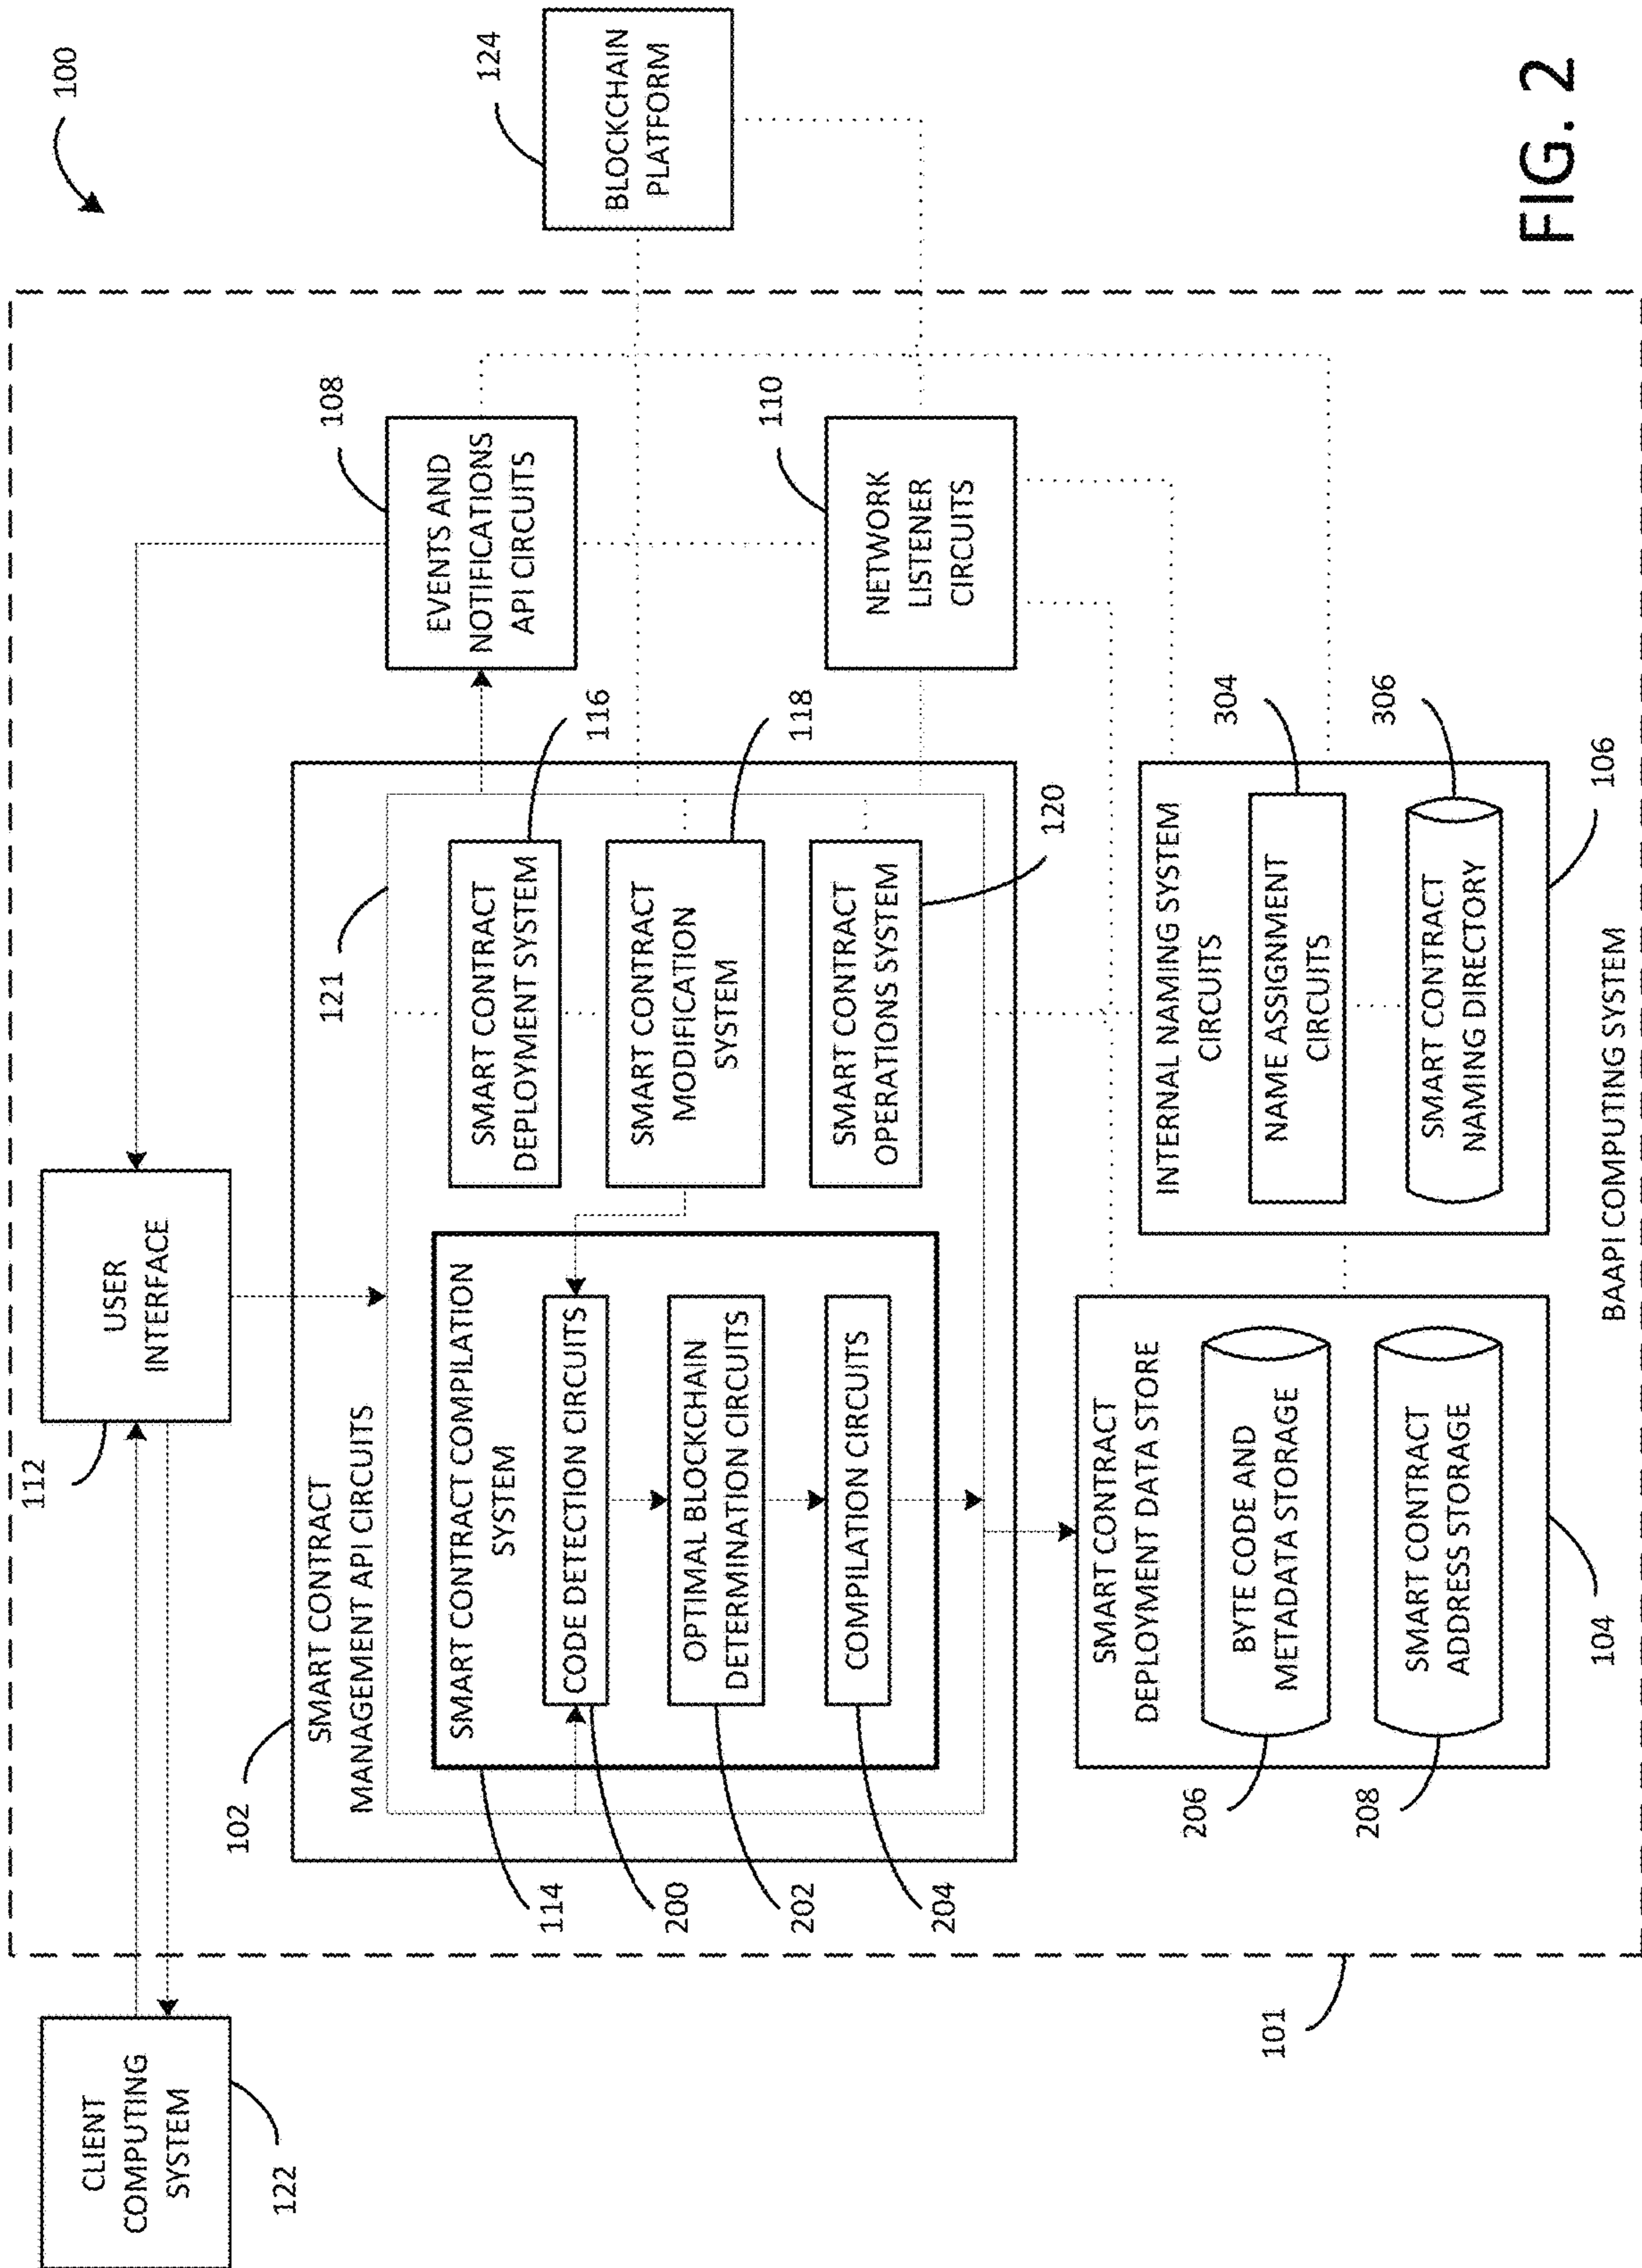 100
CLIENT
COMPUTING
SYSTEM
122
USER
INTERFACE
112
BLOCKCHAIN
PLATFORM
124
102
SMART CONTRACT
MANAGEMENT API CIRCUITS
121
114
SMART CONTRACT COMPILATION
SYSTEM
CODE DETECTION CIRCUITS
200
OPTIMAL BLOCKCHAIN
DETERMINATION CIRCUITS
202
COMPILATION CIRCUITS
204
SMART CONTRACT
DEPLOYMENT SYSTEM
116
SMART CONTRACT
MODIFICATION
SYSTEM
118
SMART CONTRACT
OPERATIONS SYSTEM
120
EVENTS AND
NOTIFICATIONS
API CIRCUITS
108
NETWORK
LISTENER
CIRCUITS
110
SMART CONTRACT
DEPLOYMENT DATA STORE
BYTE CODE AND
METADATA STORAGE
206
SMART CONTRACT
ADDRESS STORAGE
208
104
INTERNAL NAMING SYSTEM
CIRCUITS
NAME ASSIGNMENT
CIRCUITS
304
SMART CONTRACT
NAMING DIRECTORY
306
106
BAAPI COMPUTING SYSTEM
101
FIG. 2